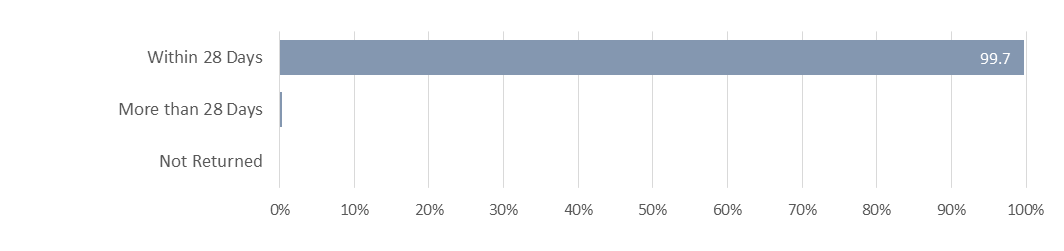 Within 28 Days
99.7
More than 28 Days
Not Returned
0% 10% 20% 30% 40% 50% 60% 70% 80% 90% 100%